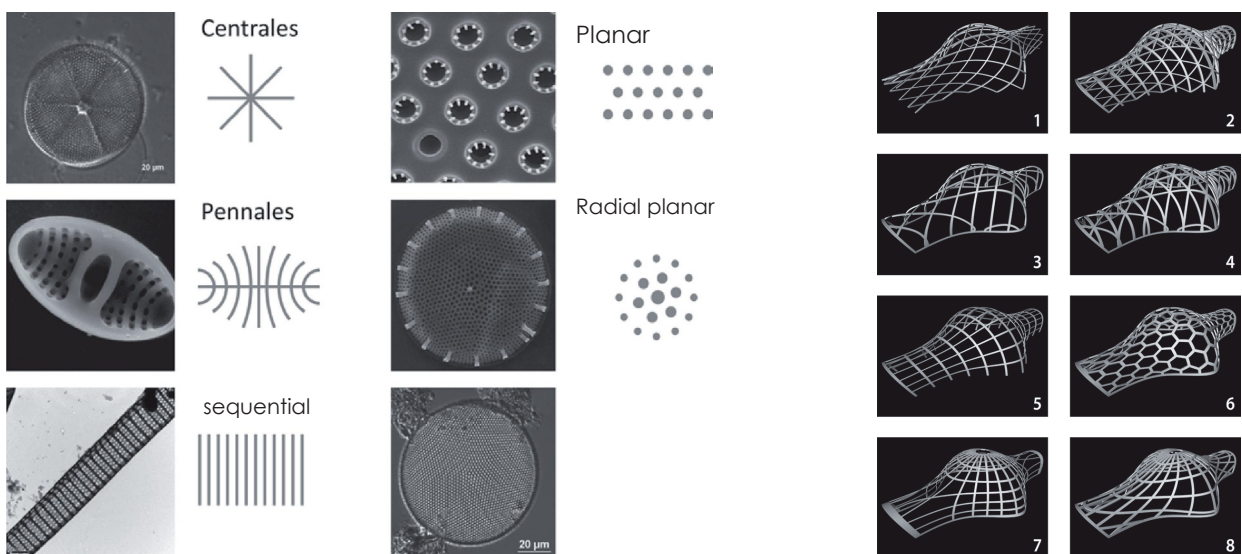 Centrales
20 µm
Pennales
sequential
Planar
Radial planar
20 µm
1
2
3
4
5
6
7
8